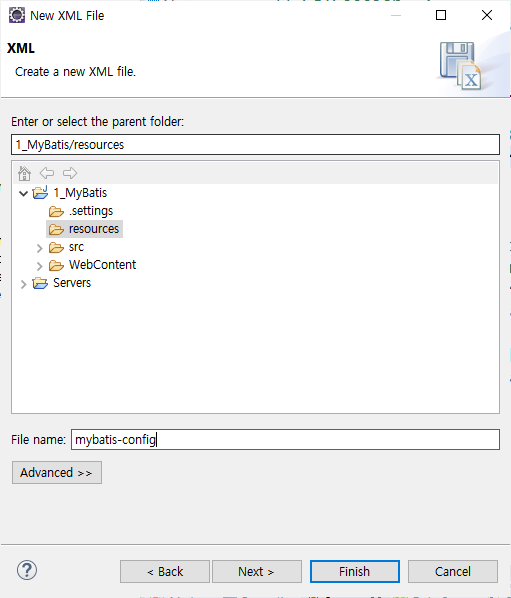 New XML File
XML
Create a new XML file.
Enter or select the parent folder:
1_MyBatis/resources
1_MyBatis
.settings
resources
src
WebContent
Servers
File name: mybatis-config
Advanced >>
? < Back Next > Finish Cancel